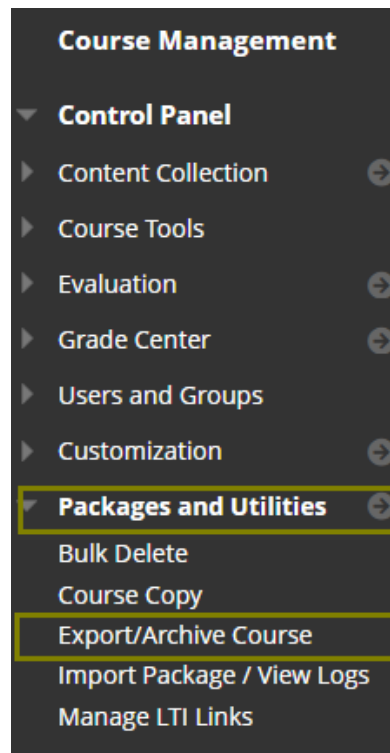 Course Management
Control Panel
Content Collection
Course Tools
Evaluation
Grade Center
Users and Groups
Customization
Packages and Utilities
Bulk Delete
Course Copy
Export/Archive Course
Import Package / View Logs
Manage LTI Links